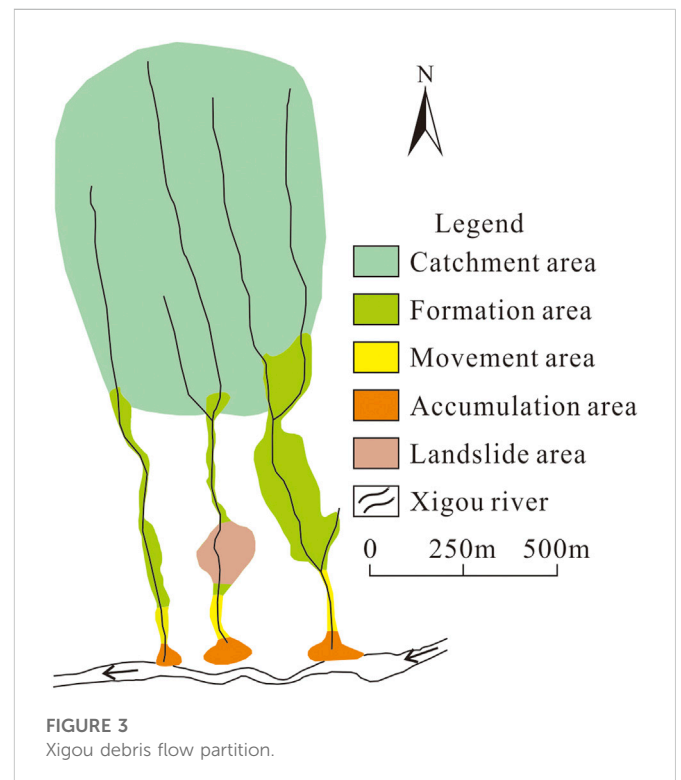 N
Legend
Catchment area
Formation area
Movement area
Accumulation area
Landslide area
Xigou river
0 250m 500m
FIGURE 3
Xigou debris flow partition.